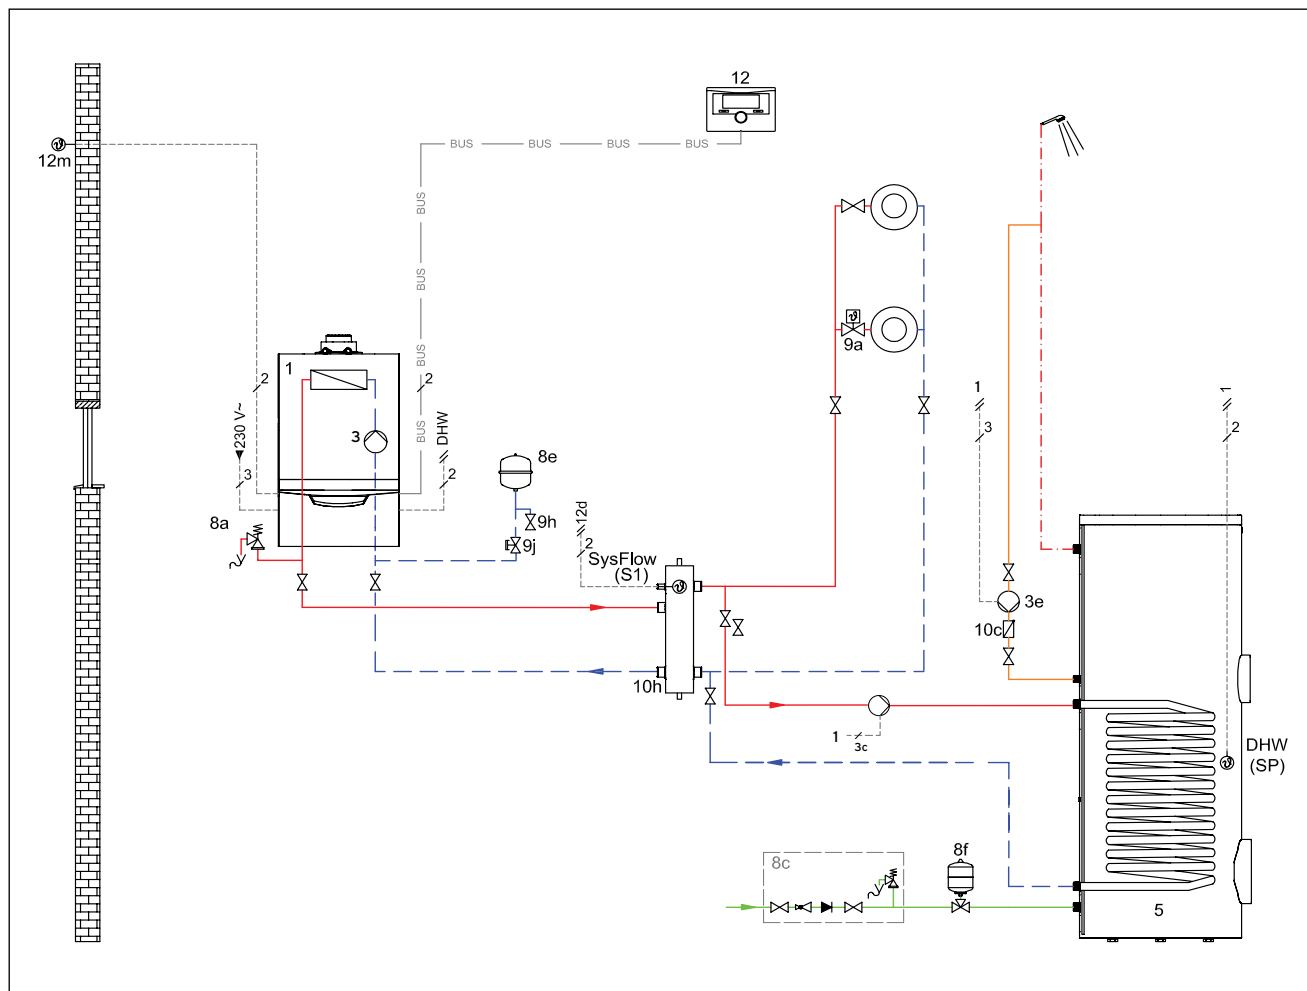 12
BUS BUS BUS BUS
12m
BUS
BUS
9a
BUS
1
2
2
1
1
230 V~
3
BUS
DHW
3
2
8e
3
2
8a
9h
12d
9j
2
SysFlow
(S1)
3e
10c
10h
1
3c
DHW
(SP)
8c
8f
5